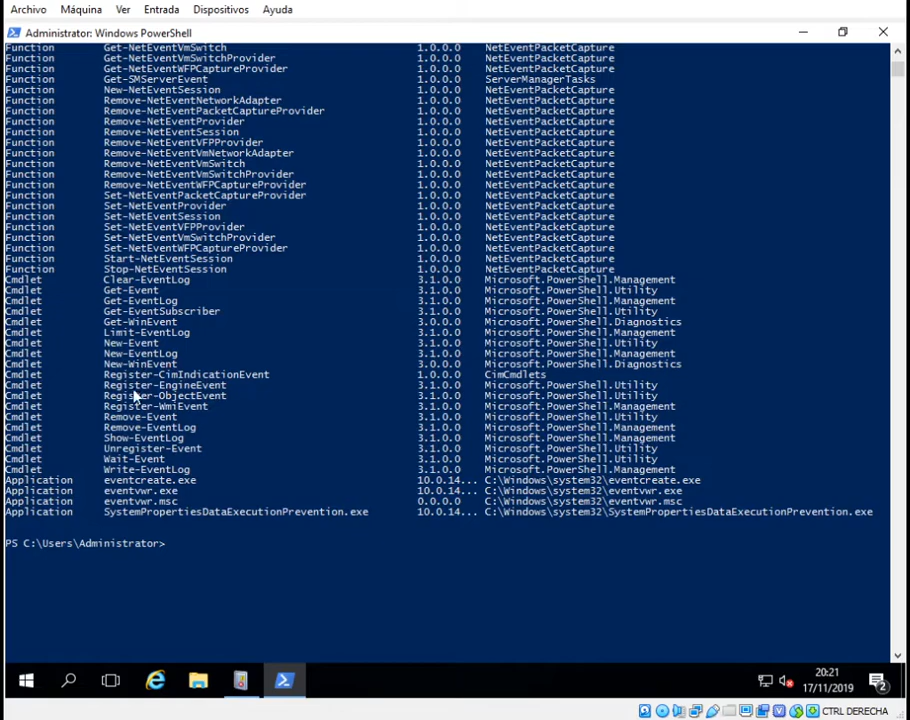 Archivo Máquina Ver Entrada Dispositivos Ayuda
Administrator: Windows PowerShell
Function Get-NetEventVmSwitch 1.0.0.0 NetEventPacketCapture
Function Get-NetEventVmSwitchProvider 1.0.0.0 NetEventPacketCapture
Function Get-NetEventWFPCaptureProvider 1.0.0.0 NetEventPacketCapture
Function Get-SMServerEvent 1.0.0.0 ServerManagerTasks
Function New-NetEventSession 1.0.0.0 NetEventPacketCapture
Function Remove-NetEventNetworkAdapter 1.0.0.0 NetEventPacketCapture
Function Remove-NetEventPacketCaptureProvider 1.0.0.0 NetEventPacketCapture
Function Remove-NetEventProvider 1.0.0.0 NetEventPacketCapture
Function Remove-NetEventSession 1.0.0.0 NetEventPacketCapture
Function Remove-NetEventVFPProvider 1.0.0.0 NetEventPacketCapture
Function Remove-NetEventVmNetworkAdapter 1.0.0.0 NetEventPacketCapture
Function Remove-NetEventVmSwitch 1.0.0.0 NetEventPacketCapture
Function Remove-NetEventVmSwitchProvider 1.0.0.0 NetEventPacketCapture
Function Remove-NetEventWFPCaptureProvider 1.0.0.0 NetEventPacketCapture
Function Set-NetEventPacketCaptureProvider 1.0.0.0 NetEventPacketCapture
Function Set-NetEventProvider 1.0.0.0 NetEventPacketCapture
Function Set-NetEventSession 1.0.0.0 NetEventPacketCapture
Function Set-NetEventVFPProvider 1.0.0.0 NetEventPacketCapture
Function Set-NetEventVmSwitchProvider 1.0.0.0 NetEventPacketCapture
Function Set-NetEventWFPCaptureProvider 1.0.0.0 NetEventPacketCapture
Function Start-NetEventSession 1.0.0.0 NetEventPacketCapture
Function Stop-NetEventSession 1.0.0.0 NetEventPacketCapture
Cmdlet Clear-EventLog 3.1.0.0 Microsoft.PowerShell.Management
Cmdlet Get-Event 3.1.0.0 Microsoft.PowerShell.Utility
Cmdlet Get-EventLog 3.1.0.0 Microsoft.PowerShell.Management
Cmdlet Get-EventSubscriber 3.1.0.0 Microsoft.PowerShell.Utility
Cmdlet Get-WinEvent 3.0.0.0 Microsoft.PowerShell.Diagnostics
Cmdlet Limit-EventLog 3.1.0.0 Microsoft.PowerShell.Management
Cmdlet New-Event 3.1.0.0 Microsoft.PowerShell.Utility
Cmdlet New-EventLog 3.1.0.0 Microsoft.PowerShell.Management
Cmdlet New-WinEvent 3.0.0.0 Microsoft.PowerShell.Diagnostics
Cmdlet Register-CimIndicationEvent 1.0.0.0 CimCmdlets
Cmdlet Register-EngineEvent 3.1.0.0 Microsoft.PowerShell.Utility
Cmdlet Register-ObjectEvent 3.1.0.0 Microsoft.PowerShell.Utility
Cmdlet Register-WmiEvent 3.1.0.0 Microsoft.PowerShell.Management
Cmdlet Remove-Event 3.1.0.0 Microsoft.PowerShell.Utility
Cmdlet Remove-EventLog 3.1.0.0 Microsoft.PowerShell.Management
Cmdlet Show-EventLog 3.1.0.0 Microsoft.PowerShell.Management
Cmdlet Unregister-Event 3.1.0.0 Microsoft.PowerShell.Utility
Cmdlet Wait-Event 3.1.0.0 Microsoft.PowerShell.Utility
Cmdlet Write-EventLog 3.1.0.0 Microsoft.PowerShell.Management
Application eventcreate.exe 10.0.14... C:\Windows\system32\eventcreate.exe
Application eventvwr.exe 10.0.14... C:\Windows\system32\eventvwr.exe
Application eventvwr.msc 0.0.0.0 C:\Windows\system32\eventvwr.msc
Application SystemPropertiesDataExecutionPrevention.exe 10.0.14... C:\Windows\system32\SystemPropertiesDataExecutionPrevention.exe
PS C:\Users\Administrator>
20:21
17/11/2019
2
CTRL DERECHA